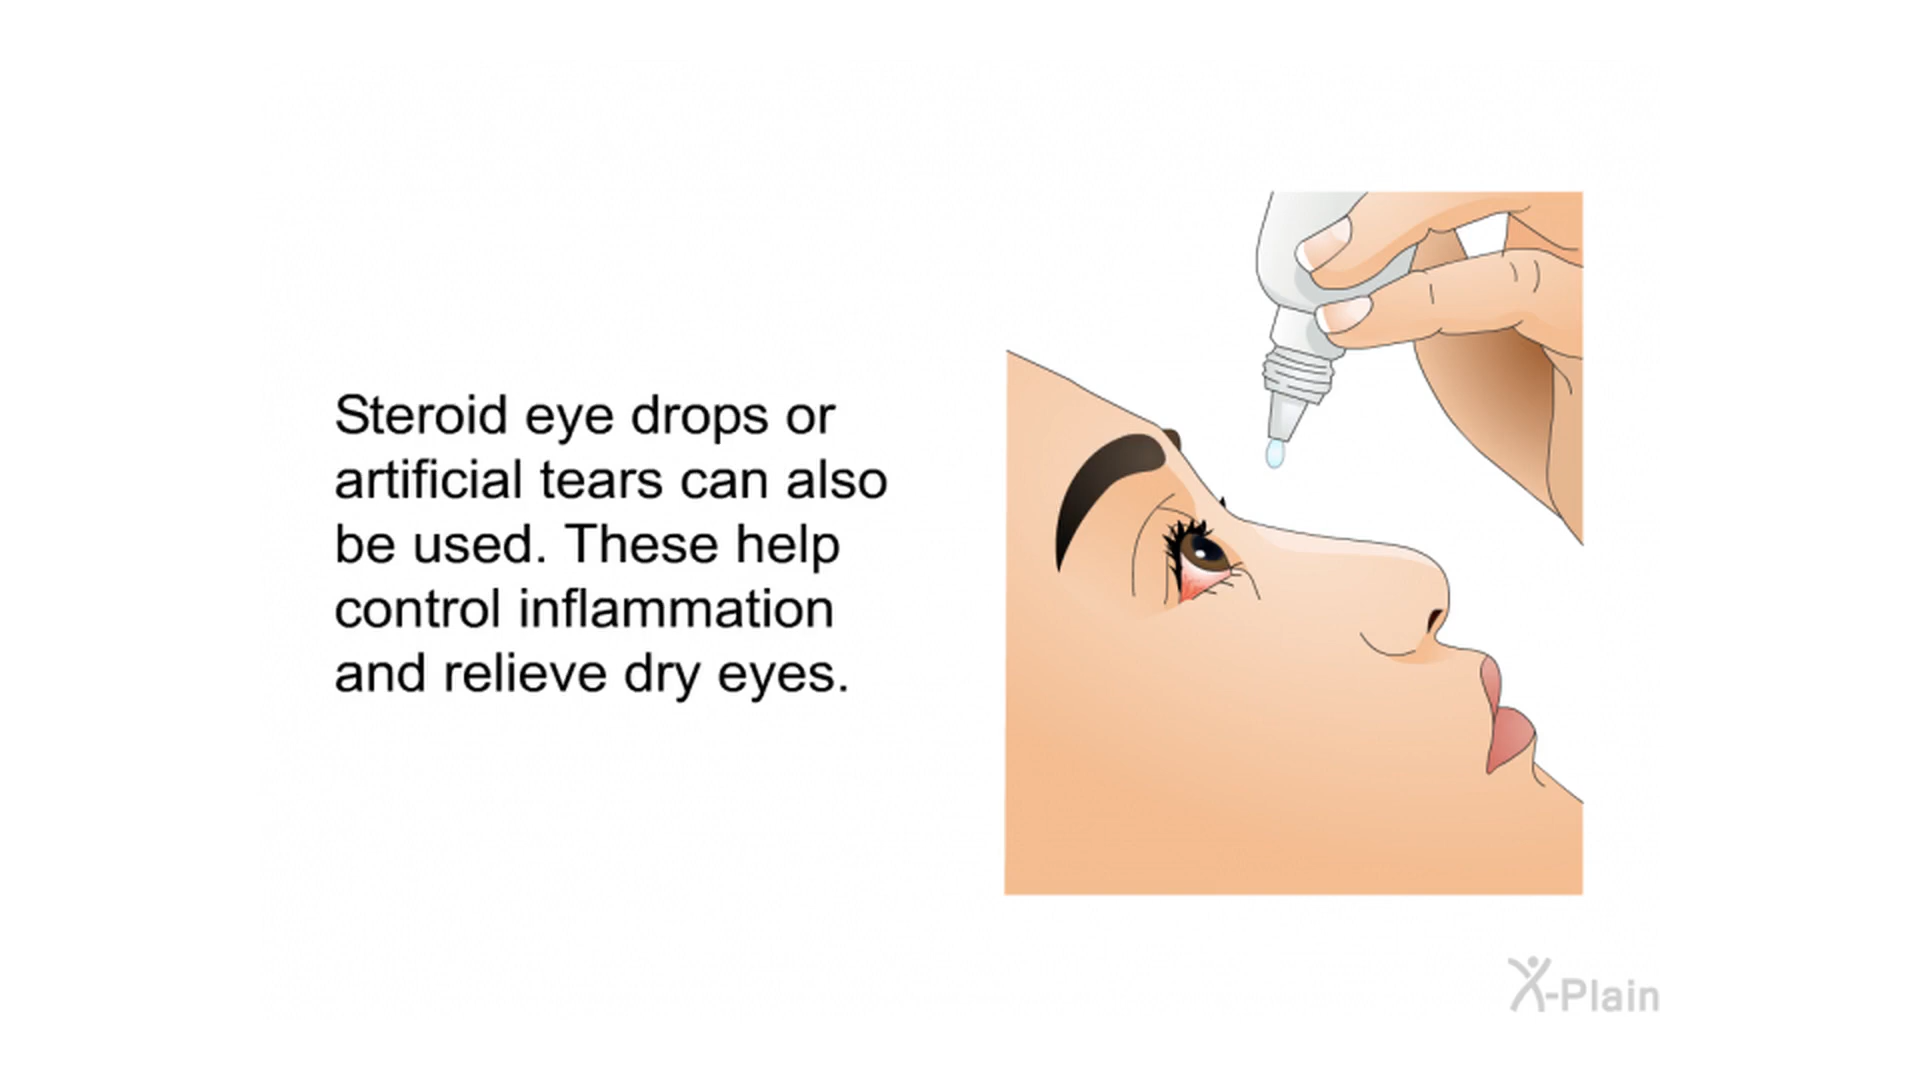 Steroid eye drops or
artificial tears can also
be used. These help
control inflammation
and relieve dry eyes.
X-Plain